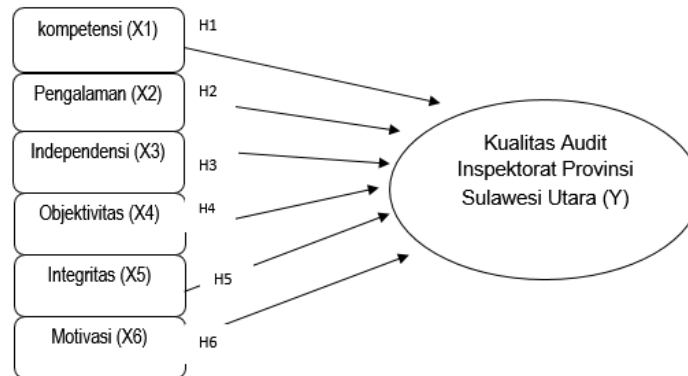 kompetensi (X1)
H1
Pengalaman (X2)
H2
Independensi (X3)
H3
Objektivitas (X4)
H4
Integritas (X5)
H5
Motivasi (X6)
H6
Kualitas Audit
Inspektorat Provinsi
Sulawesi Utara (Y)